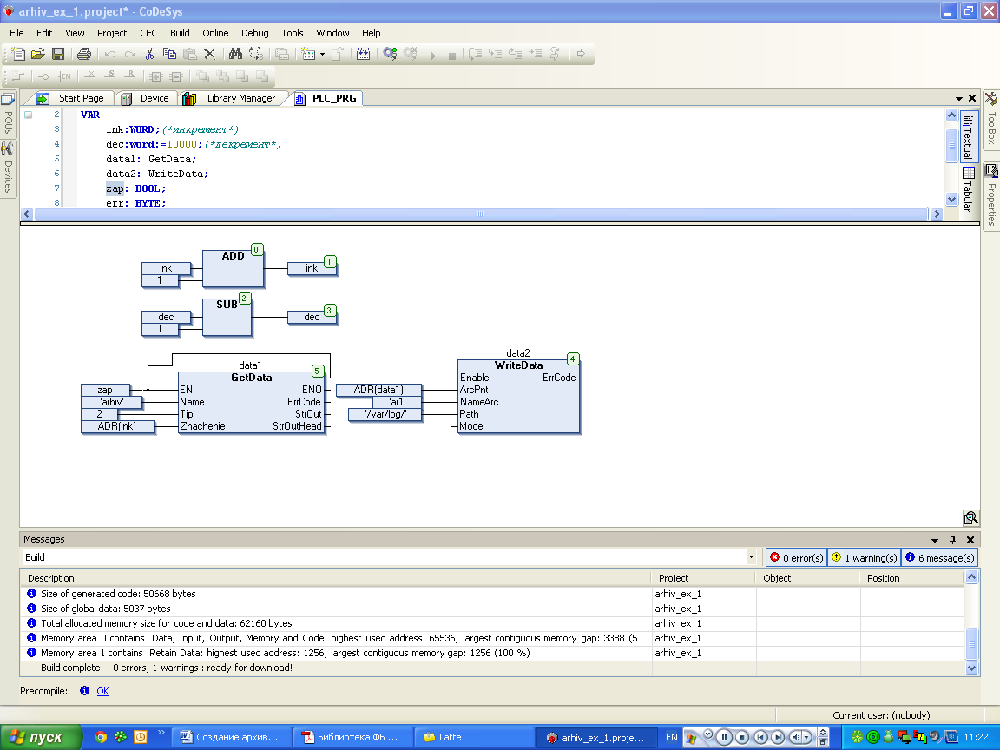 arhiv_ex_1.project* - CoDeSys
File Edit View Project CFC Build Online Debug Tools Window Help
Start Page Device Library Manager PLC_PRG
POUs
Devices
2 VAR
3 ink:WORD;(*инкремент*)
4 dec:word:=10000;(*декремент*)
5 data1: GetData;
6 data2: WriteData;
7 zap: BOOL;
8 err: BYTE;
Textual
Tabular
ToolBox
Properties
ADD 0
ink ink 1
1
SUB 2
dec dec 3
1
data1 5
GetData
zap EN ENO
'arhiv' Name ErrCode
2 Tip StrOut
ADR(ink) Znachenie StrOutHead
data2 4
WriteData
Enable ErrCode
ADR(data1) ArcPnt
'ar1' NameArc
'/var/log/' Path
Mode
Messages
Build 0 error(s) 1 warning(s) 6 message(s)
Description Project Object Position
Size of generated code: 50668 bytes arhiv_ex_1
Size of global data: 5037 bytes arhiv_ex_1
Total allocated memory size for code and data: 62160 bytes arhiv_ex_1
Memory area 0 contains Data, Input, Output, Memory and Code: highest used address: 65536, largest contiguous memory gap: 3388 (5... arhiv_ex_1
Memory area 1 contains Retain Data: highest used address: 1256, largest contiguous memory gap: 1256 (100 %) arhiv_ex_1
Build complete -- 0 errors, 1 warnings : ready for download!
Precompile: OK
Current user: (nobody)
пуск Создание архив... Библиотека ФБ ... Latte arhiv_ex_1.proje... EN 11:22